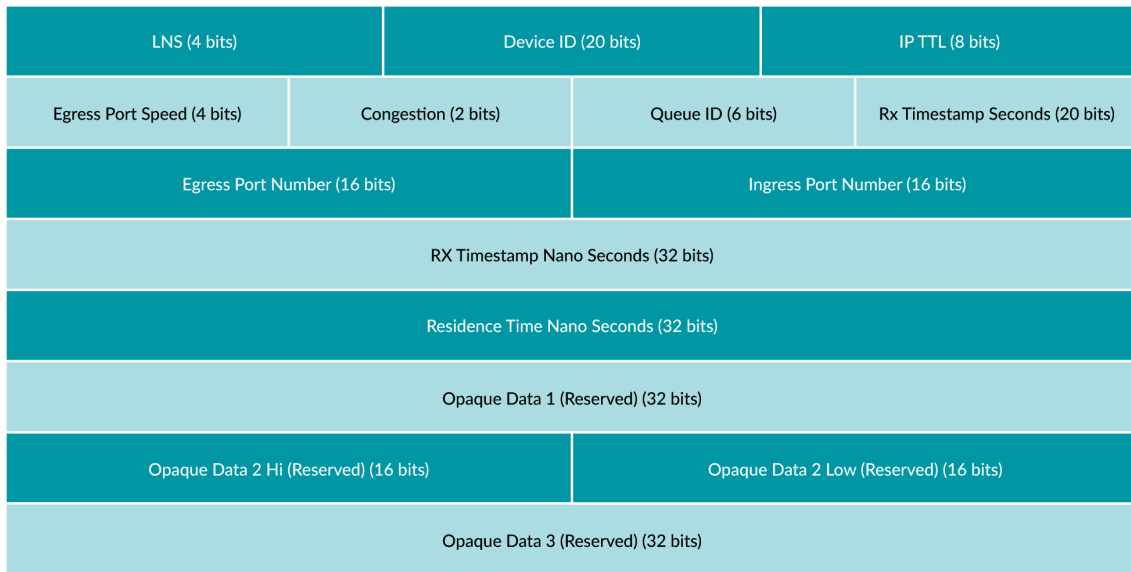 LNS (4 bits)
Device ID (20 bits)
IP TTL (8 bits)
Egress Port Speed (4 bits)
Congestion (2 bits)
Queue ID (6 bits)
Rx Timestamp Seconds (20 bits)
Egress Port Number (16 bits)
Ingress Port Number (16 bits)
RX Timestamp Nano Seconds (32 bits)
Residence Time Nano Seconds (32 bits)
Opaque Data 1 (Reserved) (32 bits)
Opaque Data 2 Hi (Reserved) (16 bits)
Opaque Data 2 Low (Reserved) (16 bits)
Opaque Data 3 (Reserved) (32 bits)